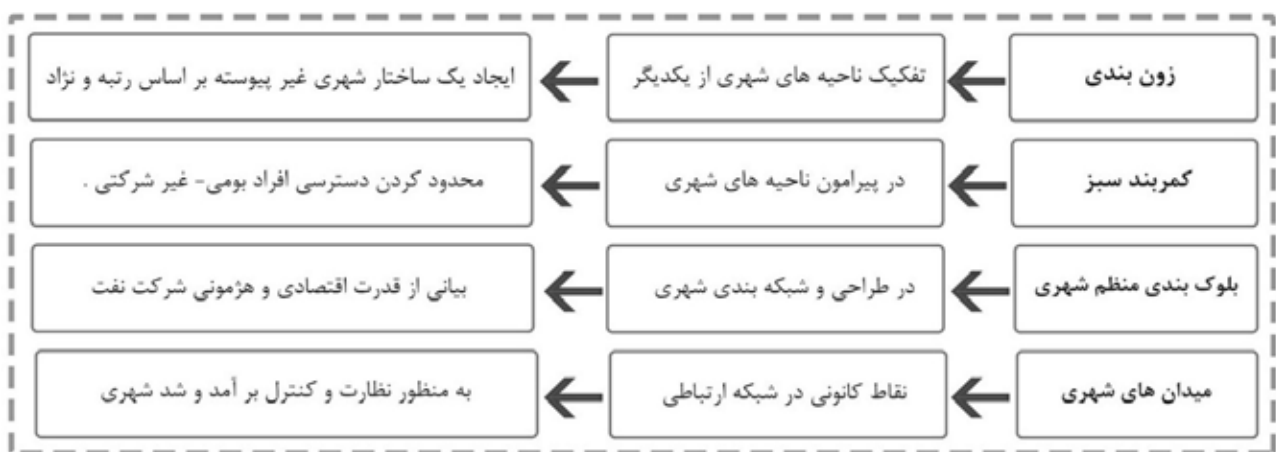 زون بندی
تفکیک ناحیه های شهری از یکدیگر
ایجاد یک ساختار شهری غیر پیوسته بر اساس رتبه و نژاد
کمربند سبز
در پیرامون ناحیه های شهری
محدود کردن دسترسی افراد بومی- غیر شرکتی .
بلوک بندی منظم شهری
در طراحی و شبکه بندی شهری
بیانی از قدرت اقتصادی و هژمونی شرکت نفت
میدان های شهری
نقاط کانونی در شبکه ارتباطی
به منظور نظارت و کنترل بر آمد و شد شهری